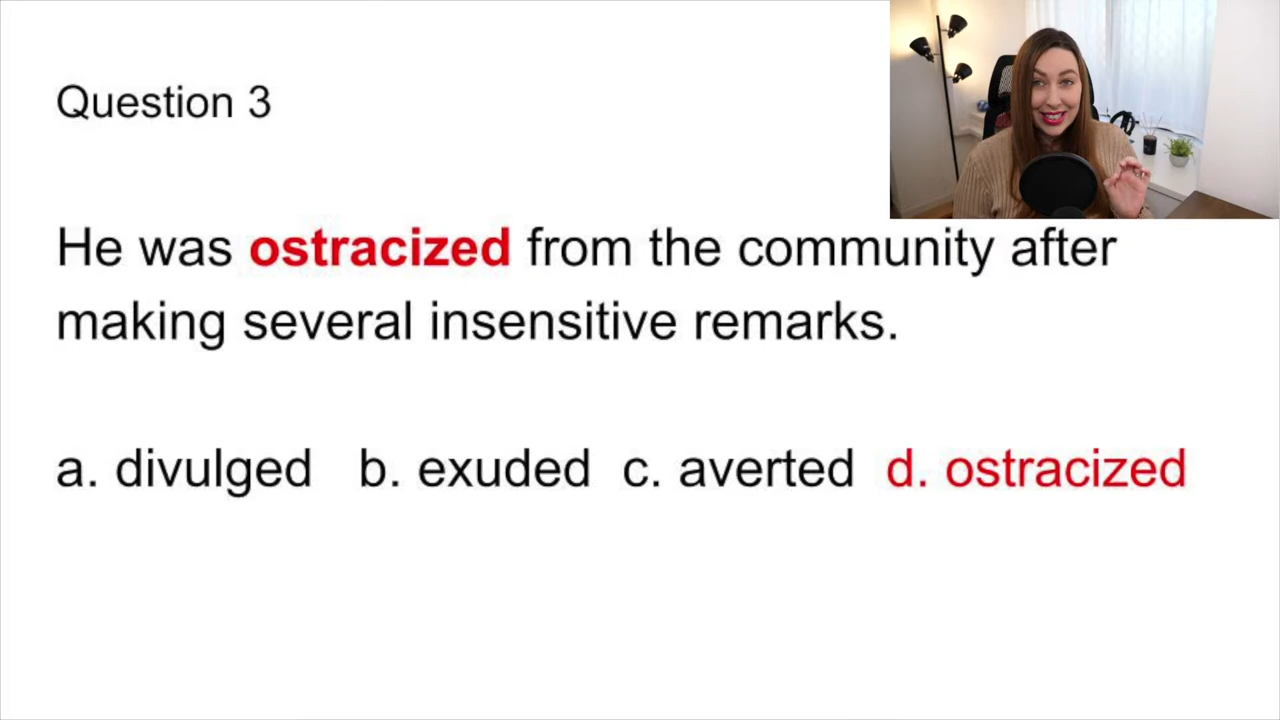 Question 3
He was ostracized from the community after
making several insensitive remarks.
a. divulged b. exuded c. averted d. ostracized